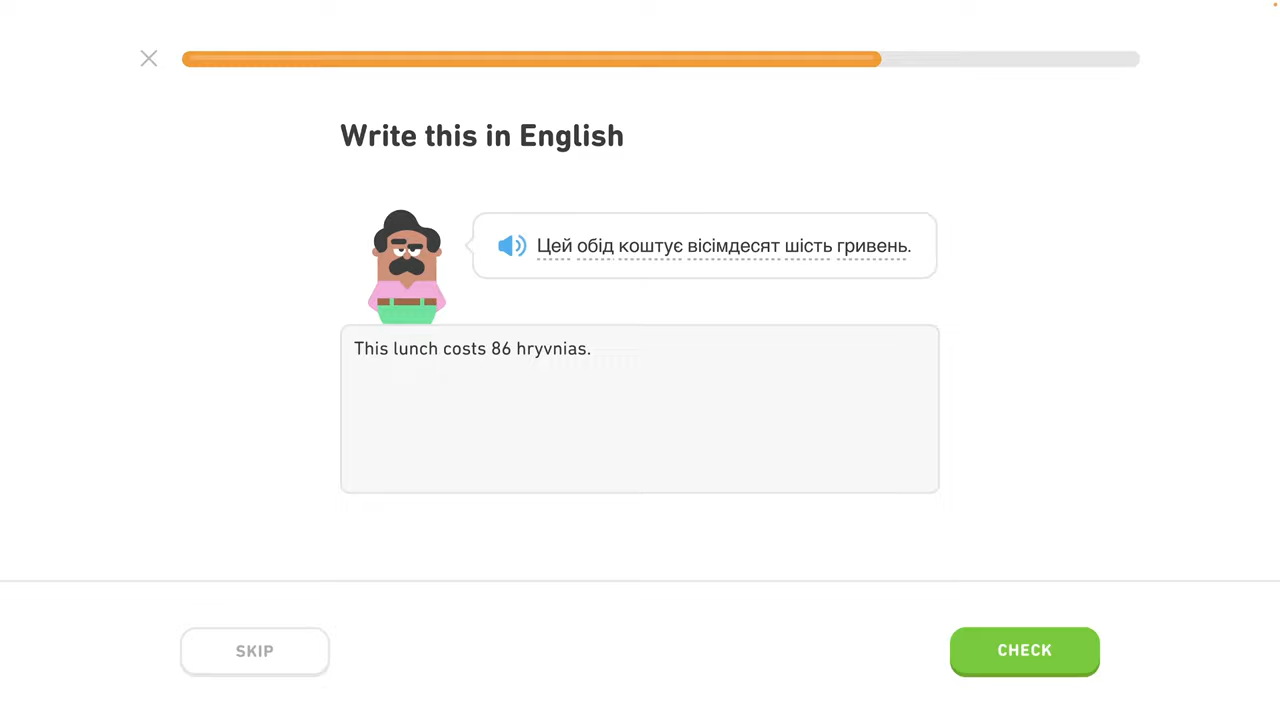 Write this in English
Цей обід коштує вісімдесят шість гривень.
This lunch costs 86 hryvnias.
SKIP
CHECK